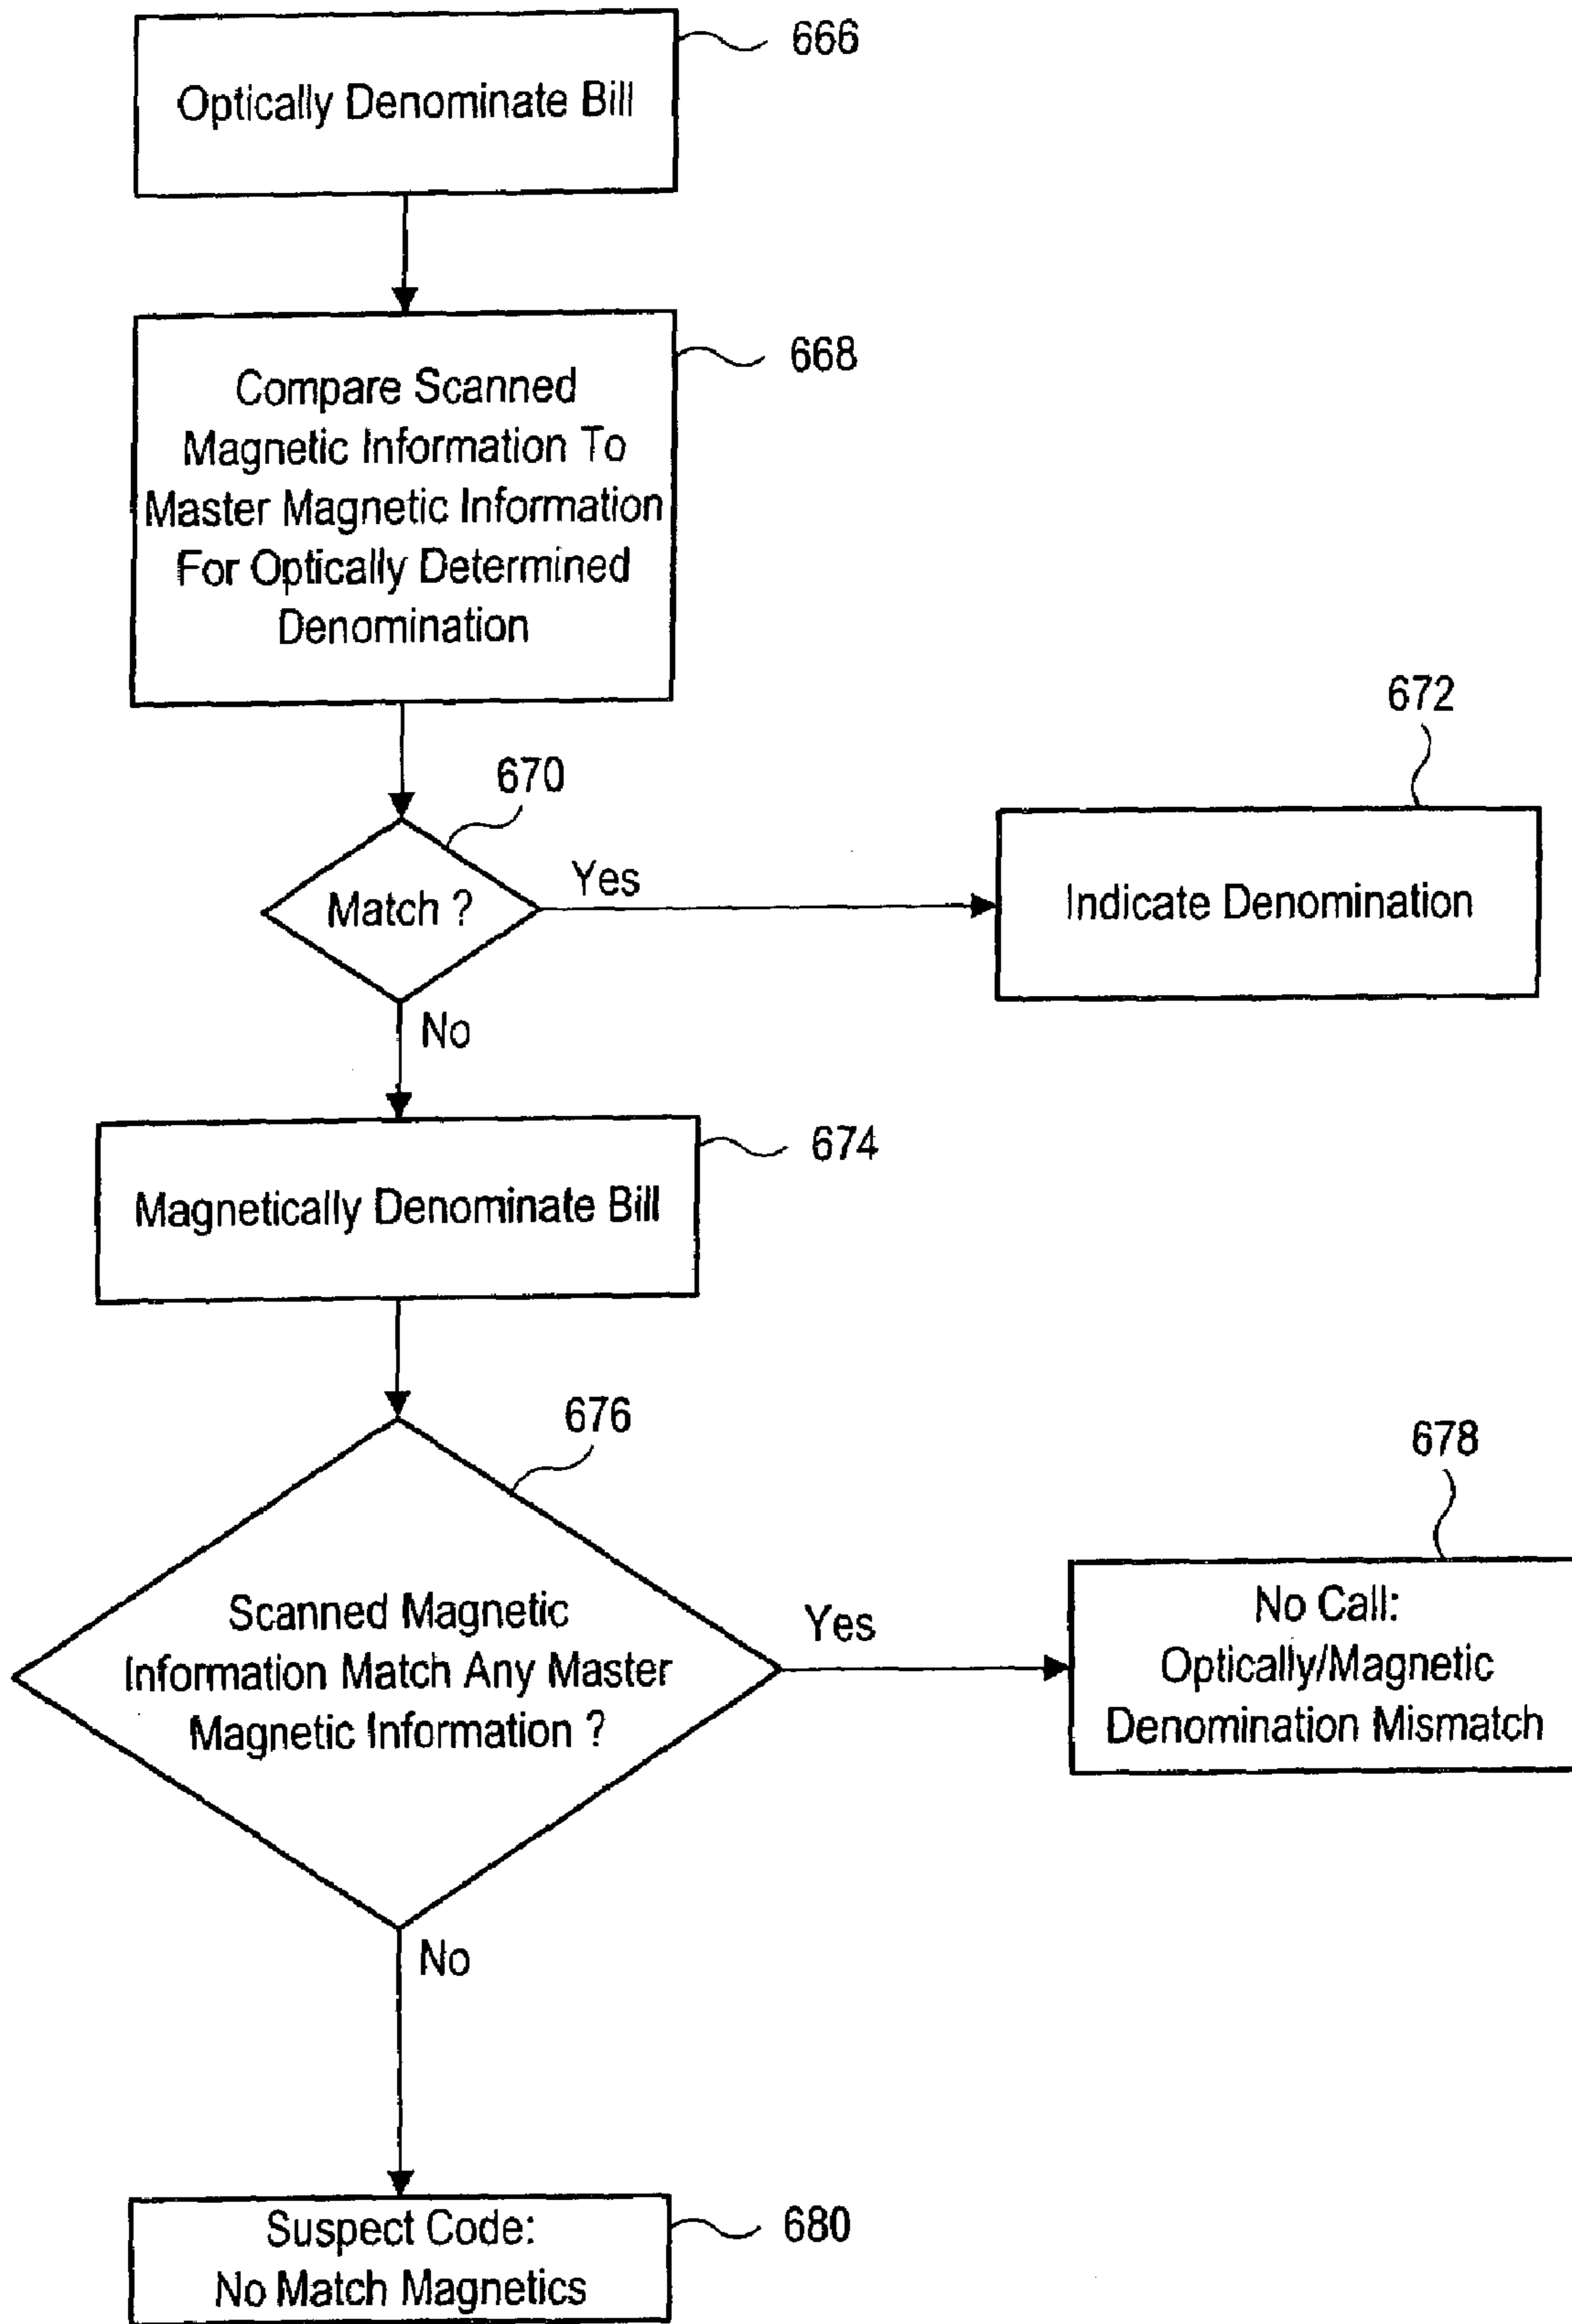 666
Optically Denominate Bill
668
Compare Scanned
Magnetic Information To
Master Magnetic Information
For Optically Determined
Denomination
670
Match ?
Yes
672
Indicate Denomination
No
674
Magnetically Denominate Bill
676
Scanned Magnetic
Information Match Any Master
Magnetic Information ?
Yes
678
No Call:
Optically/Magnetic
Denomination Mismatch
No
680
Suspect Code:
No Match Magnetics